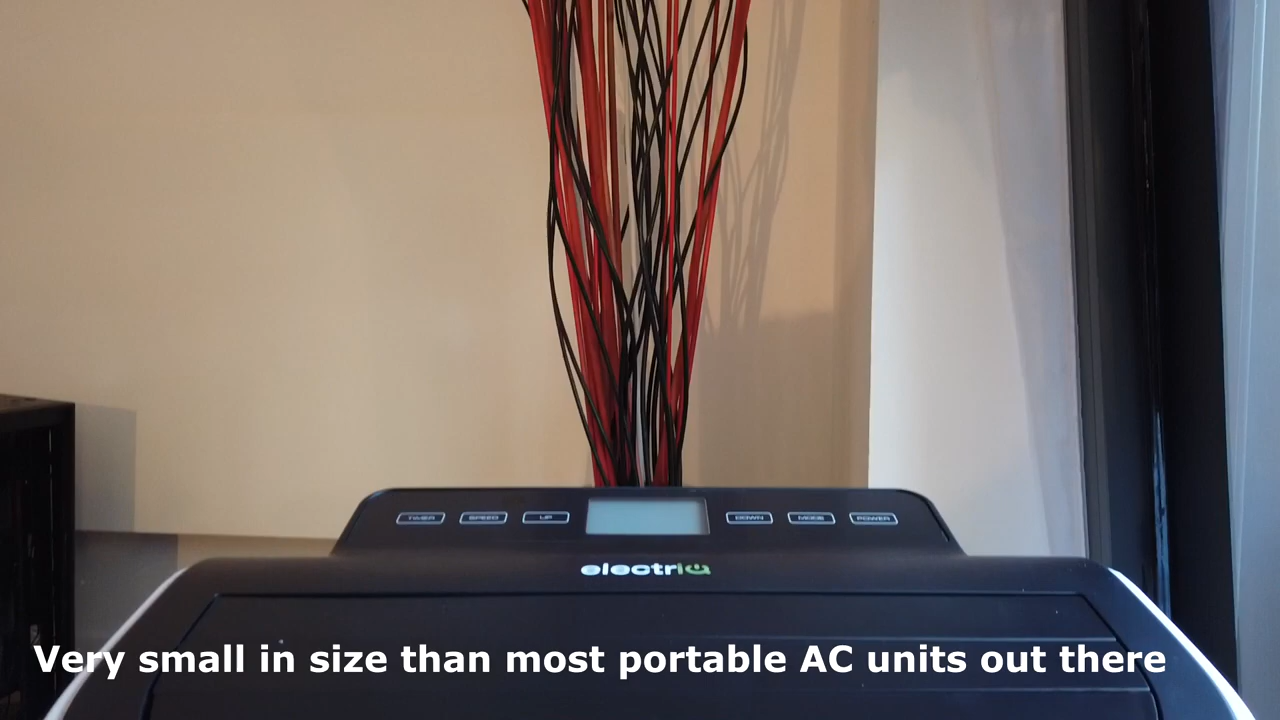 TIMER SPEED UP DOWN MODE POWER
electriq
Very small in size than most portable AC units out there